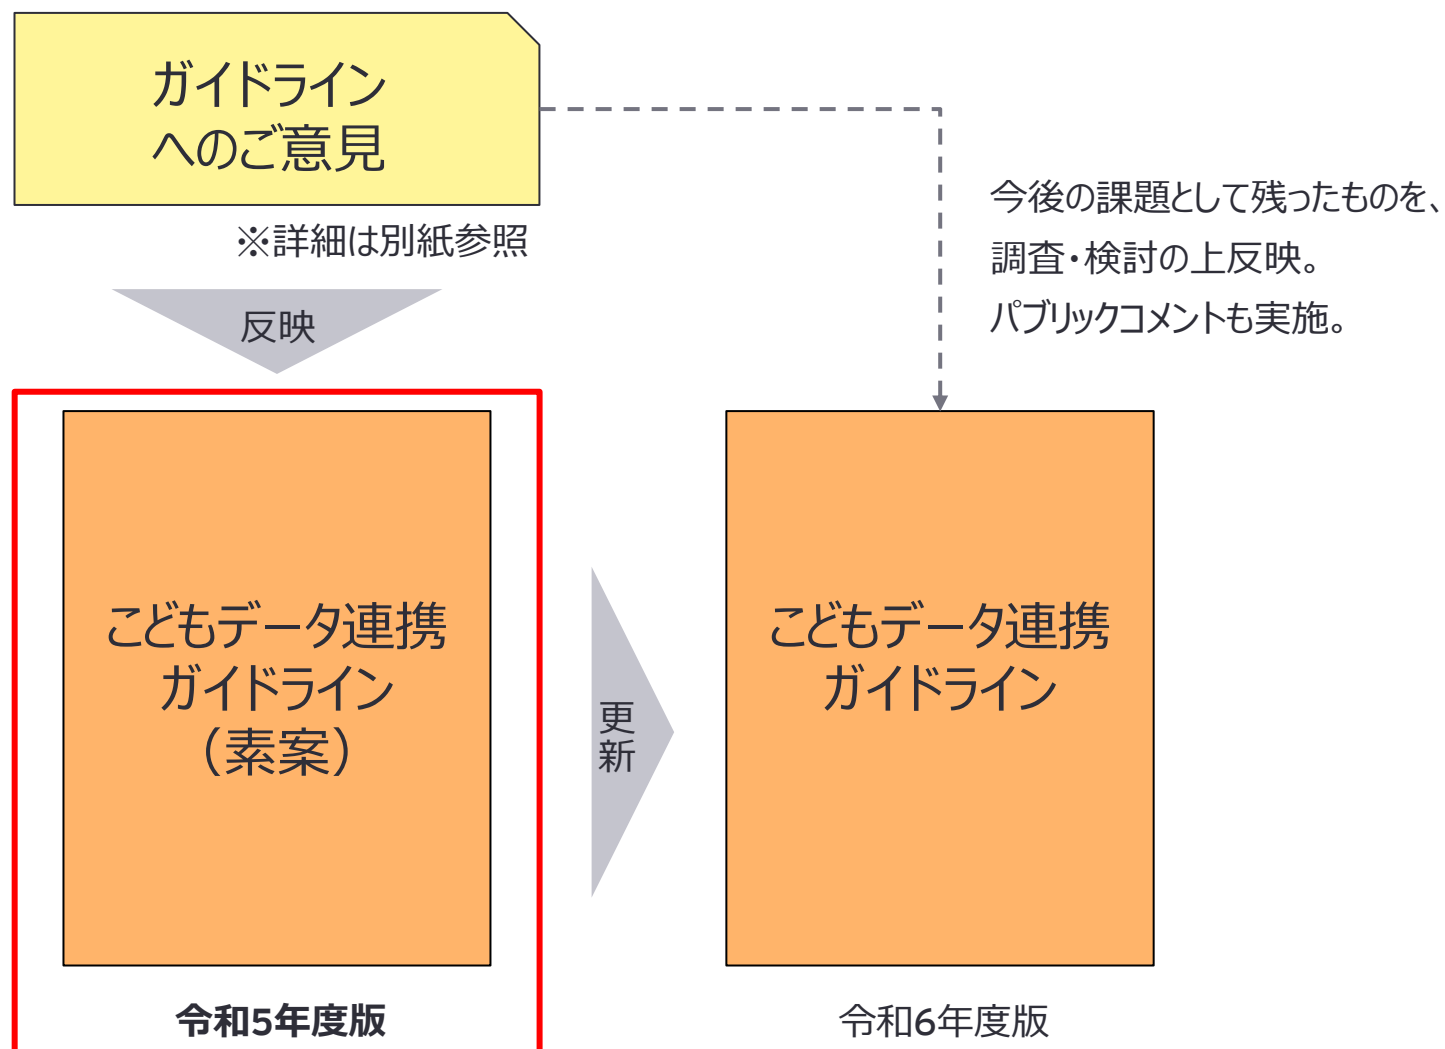 ガイドライン
へのご意見
※詳細は別紙参照
反映
今後の課題として残ったものを、
調査・検討の上反映。
パブリックコメントも実施。
こどもデータ連携
ガイドライン
（素案）
令和5年度版
更
新
こどもデータ連携
ガイドライン
令和6年度版